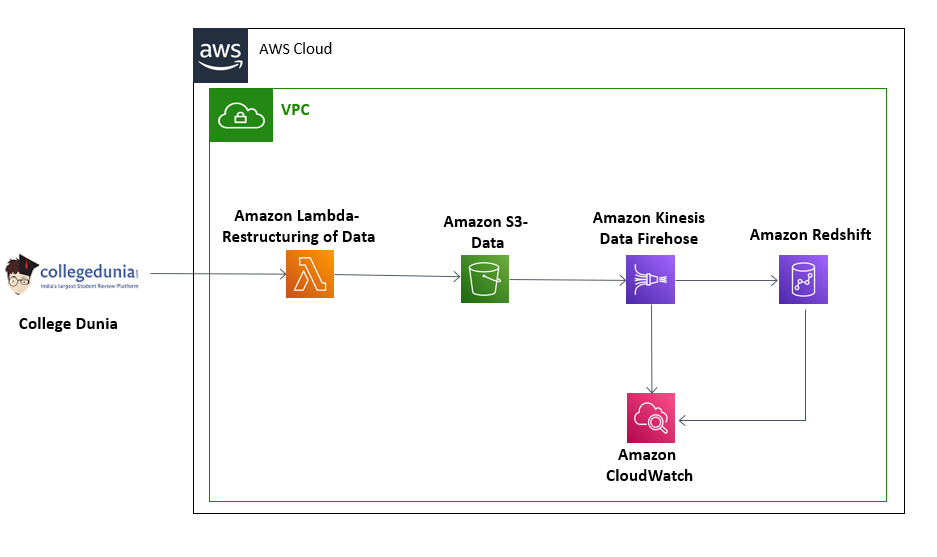 aws
AWS Cloud
VPC
Amazon Lambda-
Restructuring of Data
Amazon S3-
Data
Amazon Kinesis
Data Firehose
Amazon Redshift
collegedunia
India's largest Student Review Platform
College Dunia
Amazon
CloudWatch